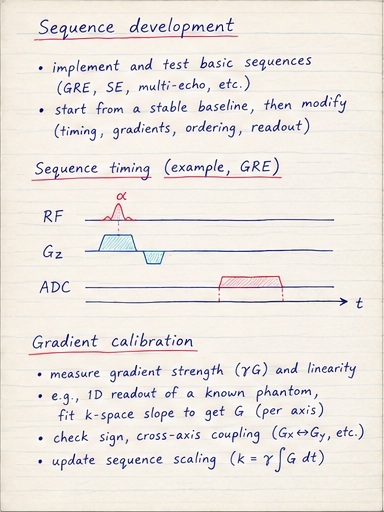 Sequence development
• implement and test basic sequences
(GRE, SE, multi-echo, etc.)
• start from a stable baseline, then modify
(timing, gradients, ordering, readout)
Sequence timing (example, GRE)
α
RF
Gz
ADC
t
Gradient calibration
• measure gradient strength (γG) and linearity
• e.g., 1D readout of a known phantom,
fit k-space slope to get G (per axis)
• check sign, cross-axis coupling (Gx↔Gy, etc.)
• update sequence scaling (k = γ∫G dt)